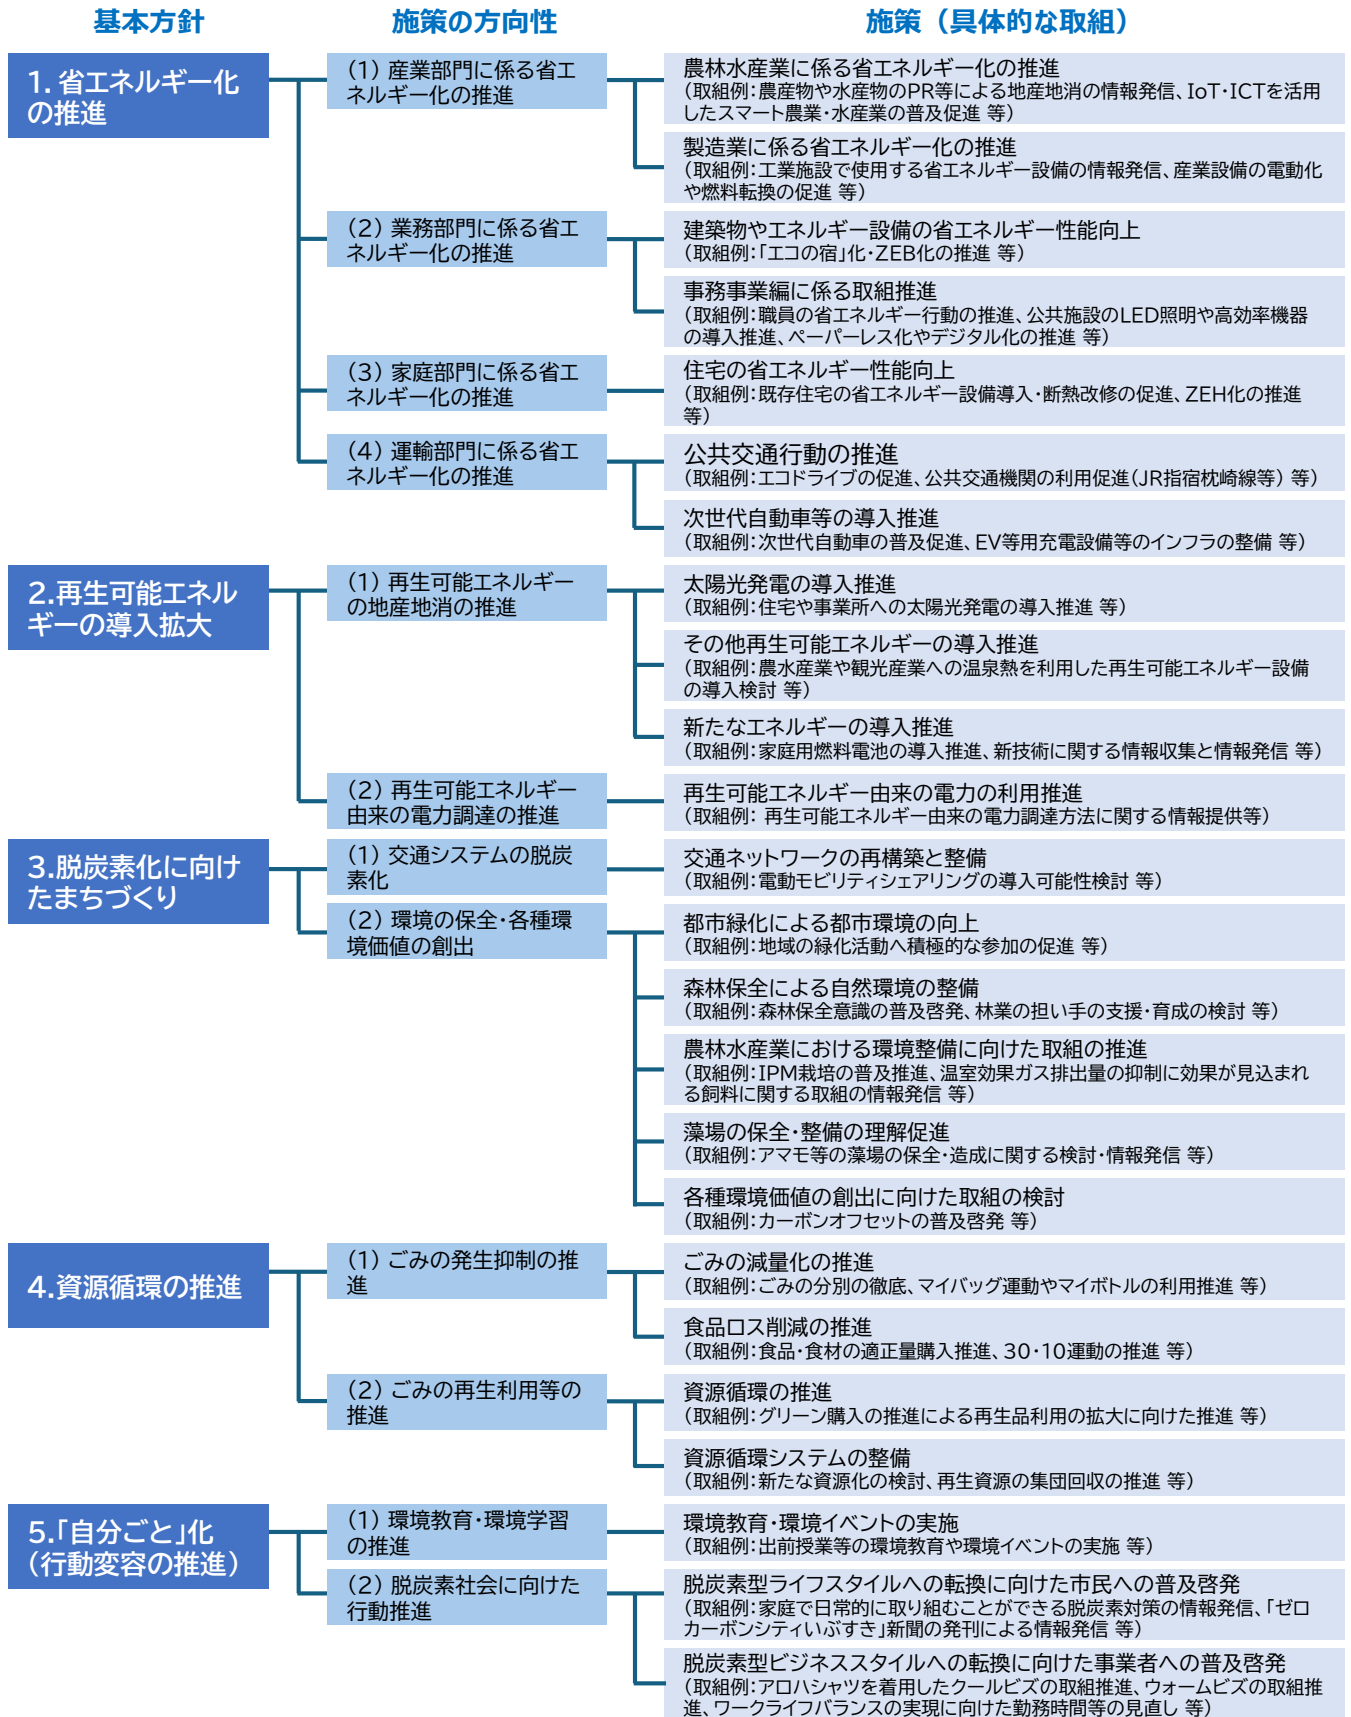 基本方針
施策の方向性
施策（具体的な取組）
1. 省エネルギー化
の推進
（1）産業部門に係る省エ
ネルギー化の推進
農林水産業に係る省エネルギー化の推進
（取組例：農産物や水産物のPR等による地産地消の情報発信、IoT・ICTを活用
したスマート農業・水産業の普及促進 等）
製造業に係る省エネルギー化の推進
（取組例：工業施設で使用する省エネルギー設備の情報発信、産業設備の電動化
や燃料転換の促進 等）
（2）業務部門に係る省エ
ネルギー化の推進
建築物やエネルギー設備の省エネルギー性能向上
（取組例：「エコの宿」化・ZEB化の推進 等）
事務事業編に係る取組推進
（取組例：職員の省エネルギー行動の推進、公共施設のLED照明や高効率機器
の導入推進、ペーパーレス化やデジタル化の推進 等）
（3）家庭部門に係る省エ
ネルギー化の推進
住宅の省エネルギー性能向上
（取組例：既存住宅の省エネルギー設備導入・断熱改修の促進、ZEH化の推進
等）
（4）運輸部門に係る省エ
ネルギー化の推進
公共交通行動の推進
（取組例：エコドライブの促進、公共交通機関の利用促進（JR指宿枕崎線等）等）
次世代自動車等の導入推進
（取組例：次世代自動車の普及促進、EV等用充電設備等のインフラの整備 等）
2.再生可能エネル
ギーの導入拡大
（1）再生可能エネルギー
の地産地消の推進
太陽光発電の導入推進
（取組例：住宅や事業所への太陽光発電の導入推進 等）
その他再生可能エネルギーの導入推進
（取組例：農水産業や観光産業への温泉熱を利用した再生可能エネルギー設備
の導入検討 等）
新たなエネルギーの導入推進
（取組例：家庭用燃料電池の導入推進、新技術に関する情報収集と情報発信 等）
（2）再生可能エネルギー
由来の電力調達の推進
再生可能エネルギー由来の電力の利用推進
（取組例： 再生可能エネルギー由来の電力調達方法に関する情報提供等）
3.脱炭素化に向け
たまちづくり
（1）交通システムの脱炭
素化
交通ネットワークの再構築と整備
（取組例：電動モビリティシェアリングの導入可能性検討 等）
（2）環境の保全・各種環
境価値の創出
都市緑化による都市環境の向上
（取組例：地域の緑化活動へ積極的な参加の促進 等）
森林保全による自然環境の整備
（取組例：森林保全意識の普及啓発、林業の担い手の支援・育成の検討 等）
農林水産業における環境整備に向けた取組の推進
（取組例：IPM栽培の普及推進、温室効果ガス排出量の抑制に効果が見込まれ
る飼料に関する取組の情報発信 等）
藻場の保全・整備の理解促進
（取組例：アマモ等の藻場の保全・造成に関する検討・情報発信 等）
各種環境価値の創出に向けた取組の検討
（取組例：カーボンオフセットの普及啓発 等）
4.資源循環の推進
（1）ごみの発生抑制の推
進
ごみの減量化の推進
（取組例：ごみの分別の徹底、マイバッグ運動やマイボトルの利用推進 等）
食品ロス削減の推進
（取組例：食品・食材の適正量購入推進、30・10運動の推進 等）
（2）ごみの再生利用等の
推進
資源循環の推進
（取組例：グリーン購入の推進による再生品利用の拡大に向けた推進 等）
資源循環システムの整備
（取組例：新たな資源化の検討、再生資源の集団回収の推進 等）
5.「自分ごと」化
（行動変容の推進）
（1）環境教育・環境学習
の推進
環境教育・環境イベントの実施
（取組例：出前授業等の環境教育や環境イベントの実施 等）
（2）脱炭素社会に向けた
行動推進
脱炭素型ライフスタイルへの転換に向けた市民への普及啓発
（取組例：家庭で日常的に取り組むことができる脱炭素対策の情報発信、「ゼロ
カーボンシティいぶすき」新聞の発刊による情報発信 等）
脱炭素型ビジネススタイルへの転換に向けた事業者への普及啓発
（取組例：アロハシャツを着用したクールビズの取組推進、ウォームビズの取組推
進、ワークライフバランスの実現に向けた勤務時間等の見直し 等）